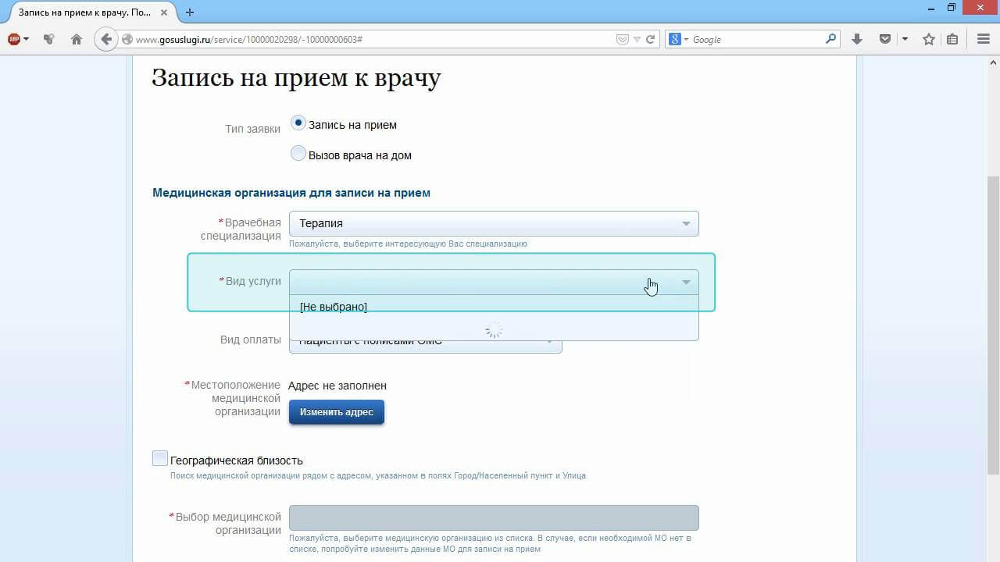 Запись на прием к врачу. По...
www.gosuslugi.ru/service/10000020298/-10000000603#
Google
Запись на прием к врачу
Тип заявки
Запись на прием
Вызов врача на дом
Медицинская организация для записи на прием
*Врачебная
специализация
Терапия
Пожалуйста, выберите интересующую Вас специализацию
*Вид услуги
[Не выбрано]
Вид оплаты
Пациенты с полисами ОМС
*Местоположение
медицинской
организации
Адрес не заполнен
Изменить адрес
Географическая близость
Поиск медицинской организации рядом с адресом, указанном в полях Город/Населенный пункт и Улица
*Выбор медицинской
организации
Пожалуйста, выберите медицинскую организацию из списка. В случае, если необходимой МО нет в
списке, попробуйте изменить данные МО для записи на прием